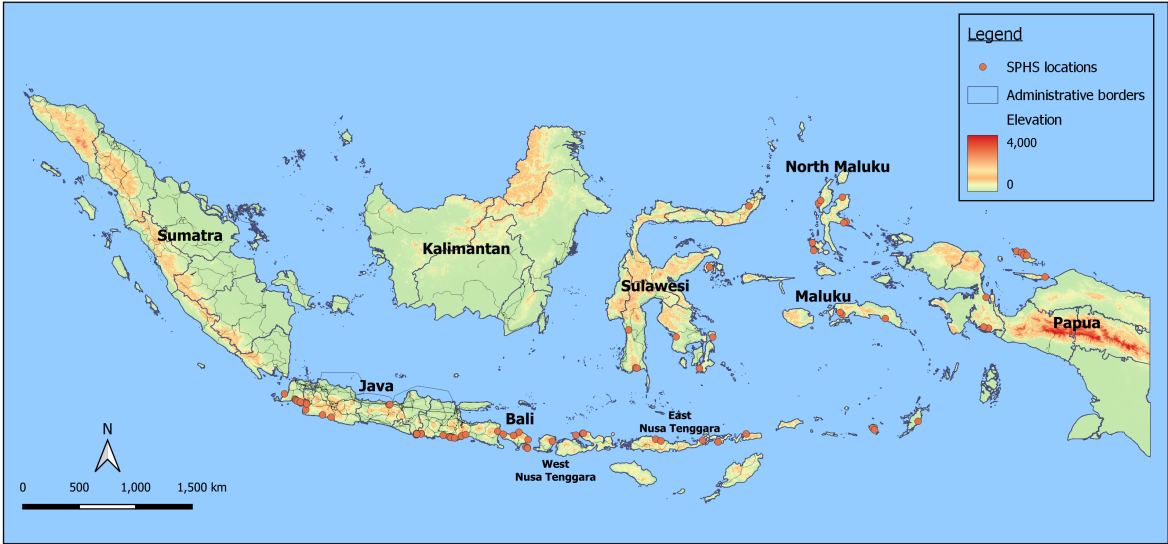 Legend
SPHS locations
Administrative borders
Elevation
4,000
0
North Maluku
Sumatra
Kalimantan
Sulawesi
Maluku
Papua
Java
Bali
East
Nusa Tenggara
West
Nusa Tenggara
N
0 500 1,000 1,500 km